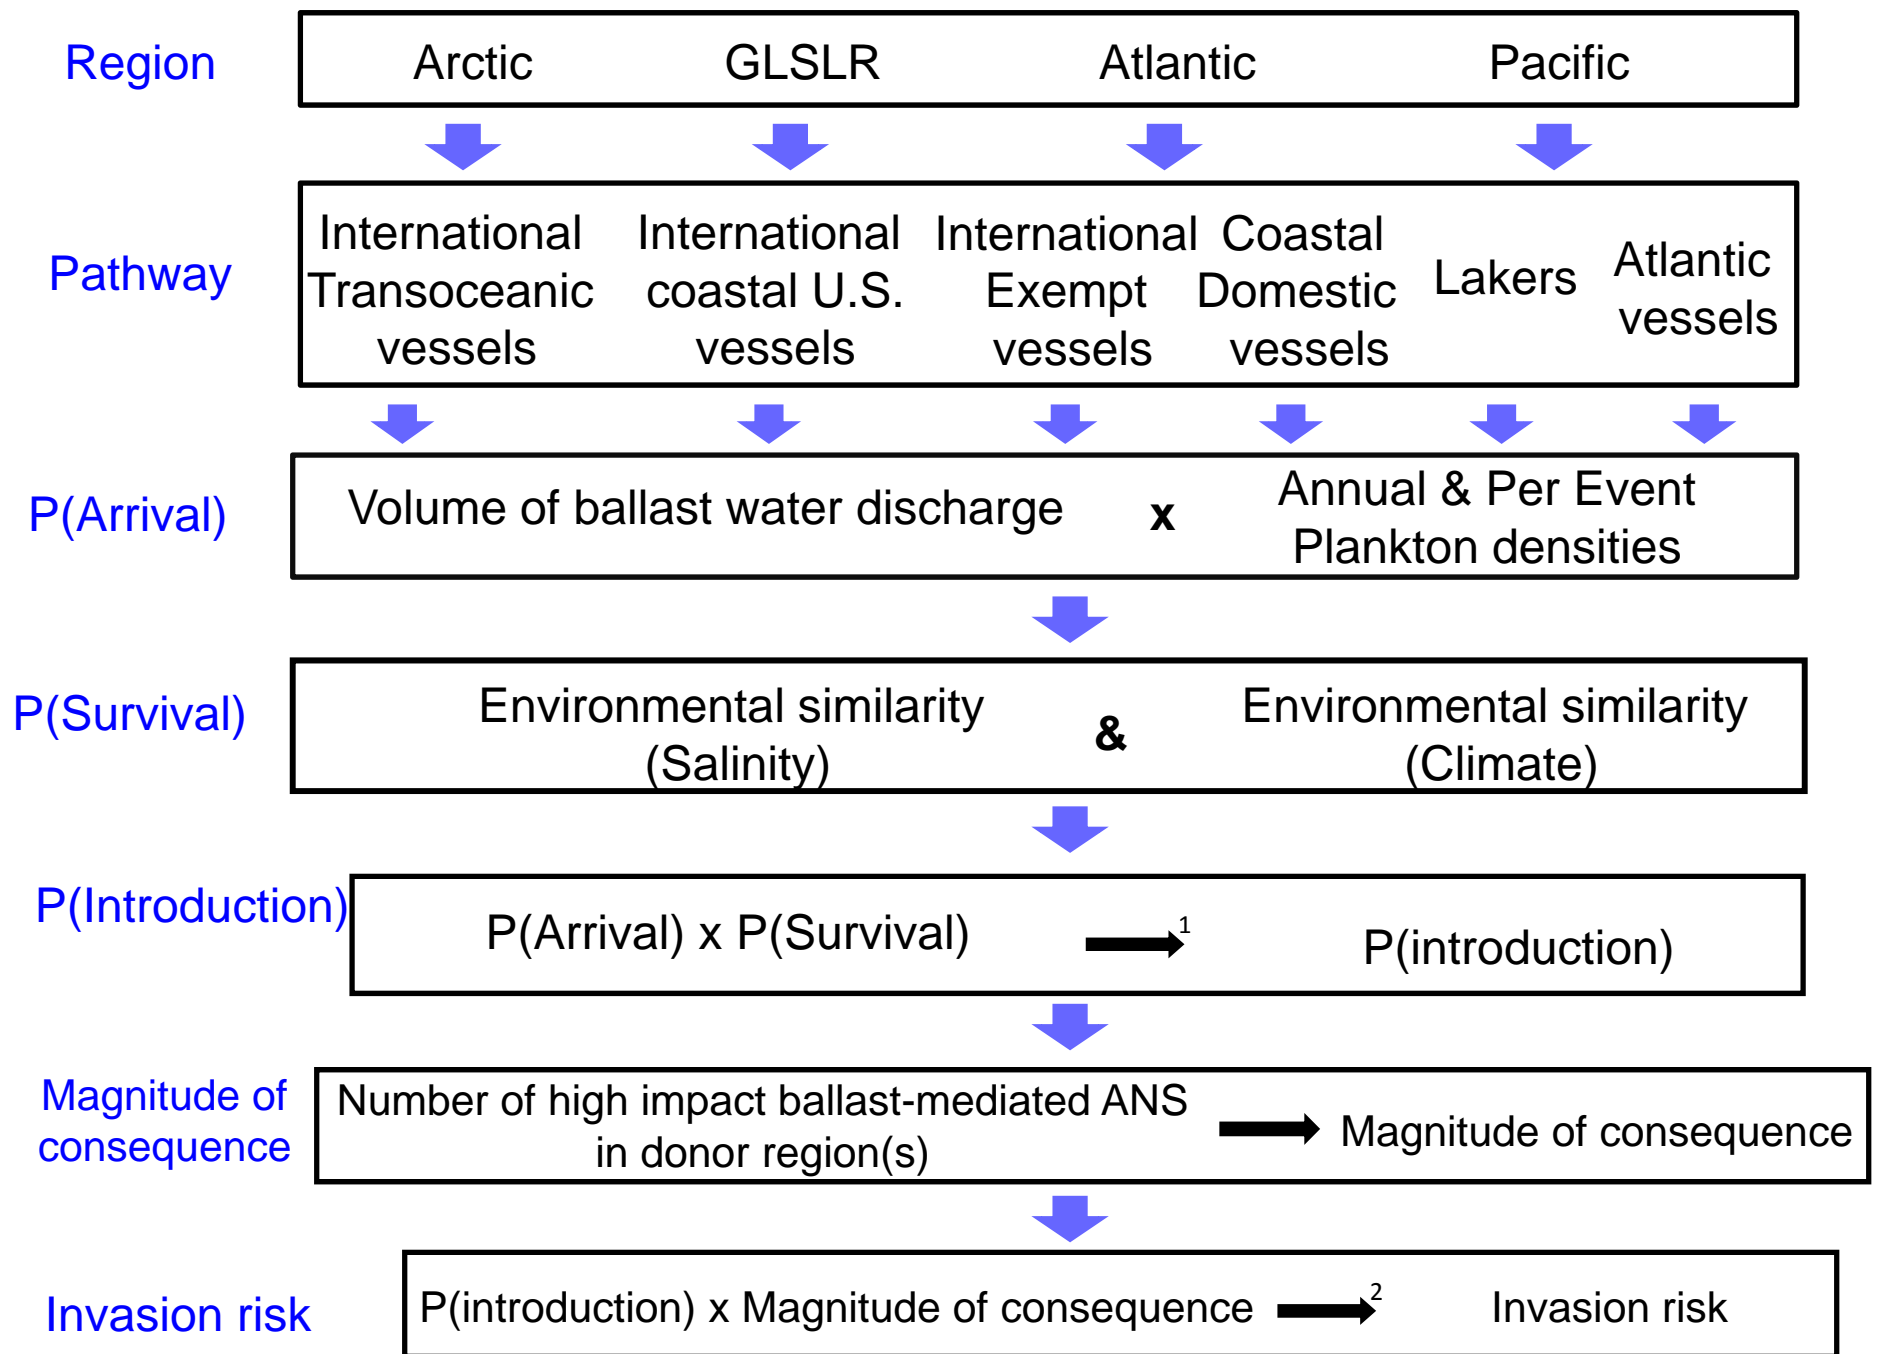 Region
Arctic GLSLR Atlantic Pacific
Pathway
International
Transoceanic
vessels
International
coastal U.S.
vessels
International
Exempt
vessels
Coastal
Domestic
vessels
Lakers
Atlantic
vessels
P(Arrival)
Volume of ballast water discharge
x
Annual & Per Event
Plankton densities
P(Survival)
Environmental similarity
(Salinity)
&
Environmental similarity
(Climate)
P(Introduction)
P(Arrival) x P(Survival)
1
P(introduction)
Magnitude of
consequence
Number of high impact ballast-mediated ANS
in donor region(s)
Magnitude of consequence
Invasion risk
P(introduction) x Magnitude of consequence
2
Invasion risk